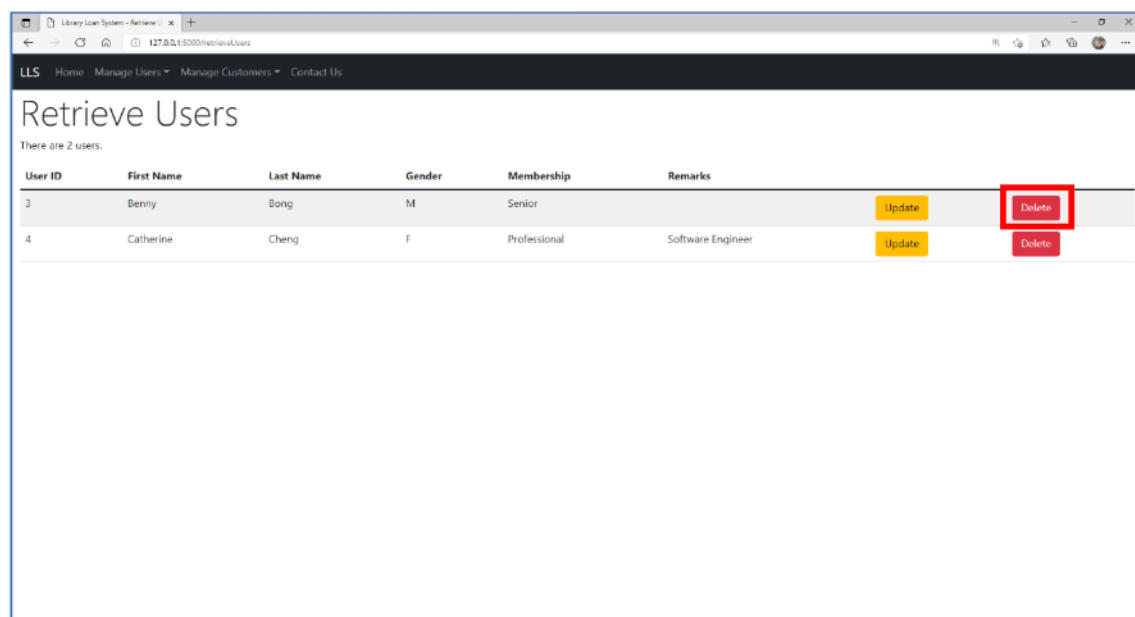 Library Loan System - Retrieve U
127.0.0.1:5000/retrieveUsers
LLS Home Manage Users Manage Customers Contact Us
Retrieve Users
There are 2 users.
User ID First Name Last Name Gender Membership Remarks
3 Benny Bong M Senior Update Delete
4 Catherine Cheng F Professional Software Engineer Update Delete